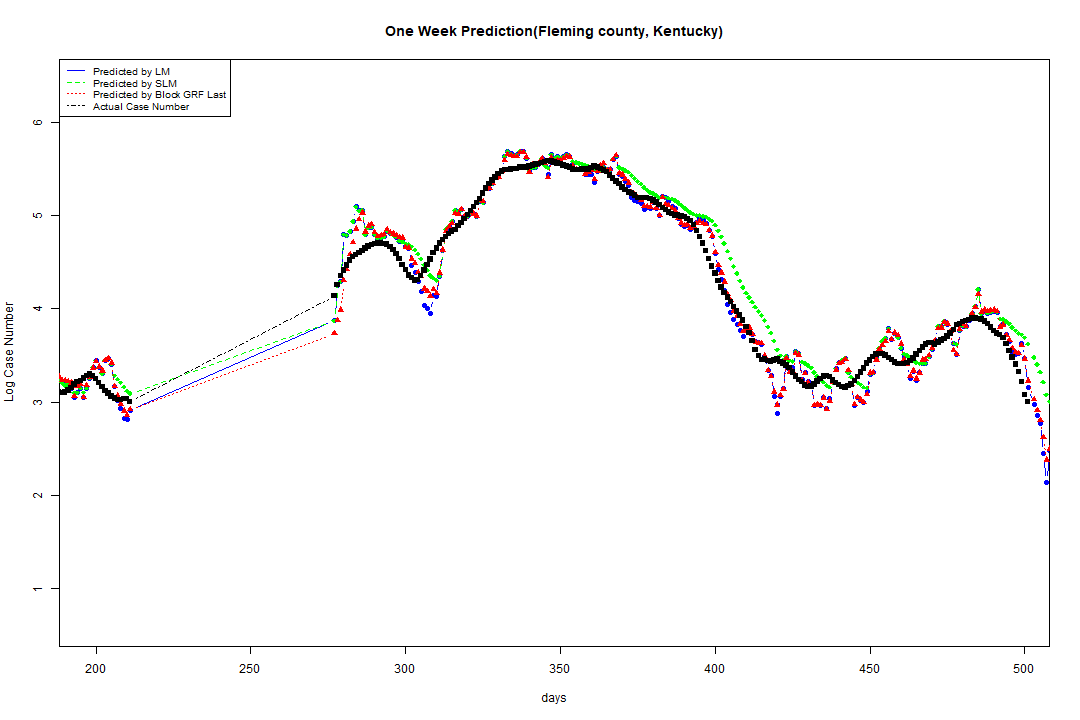 One Week Prediction(Fleming county, Kentucky)
Predicted by LM
Predicted by SLM
Predicted by Block GRF Last
Actual Case Number
Log Case Number
6
5
4
3
2
1
200 250 300 350 400 450 500
days